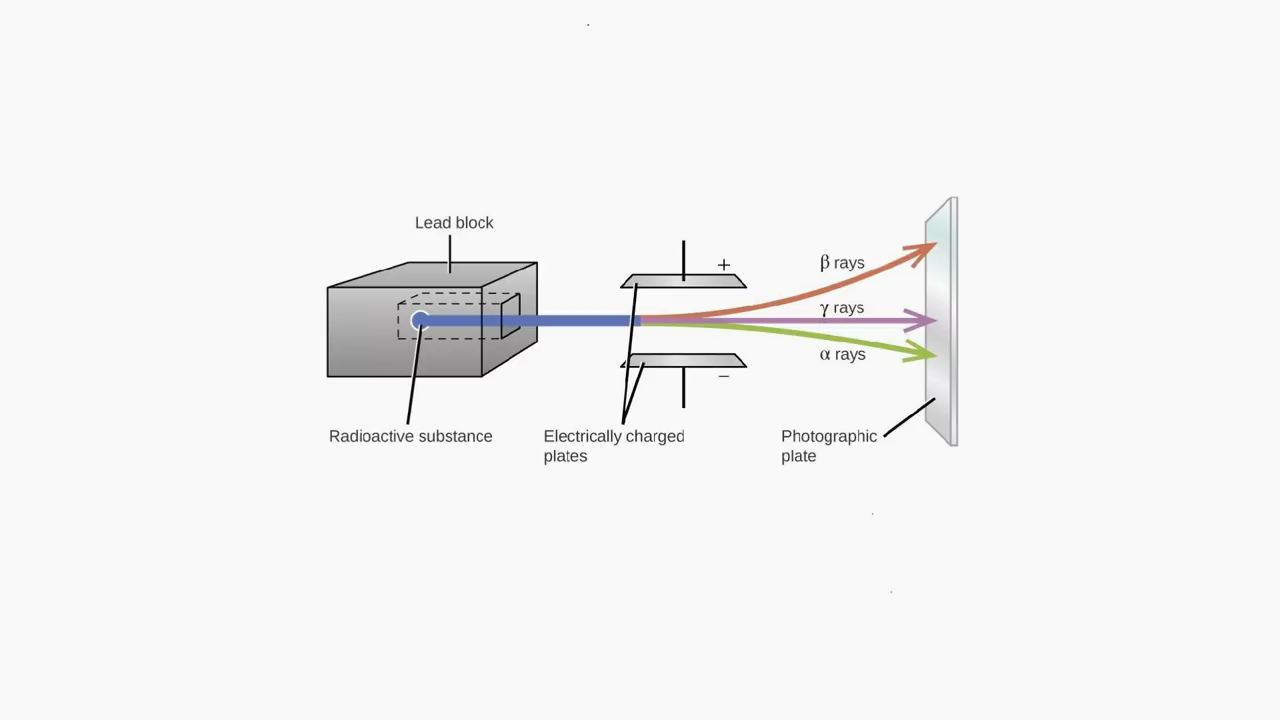 Lead block
+
β rays
γ rays
α rays
−
Radioactive substance
Electrically charged
plates
Photographic
plate